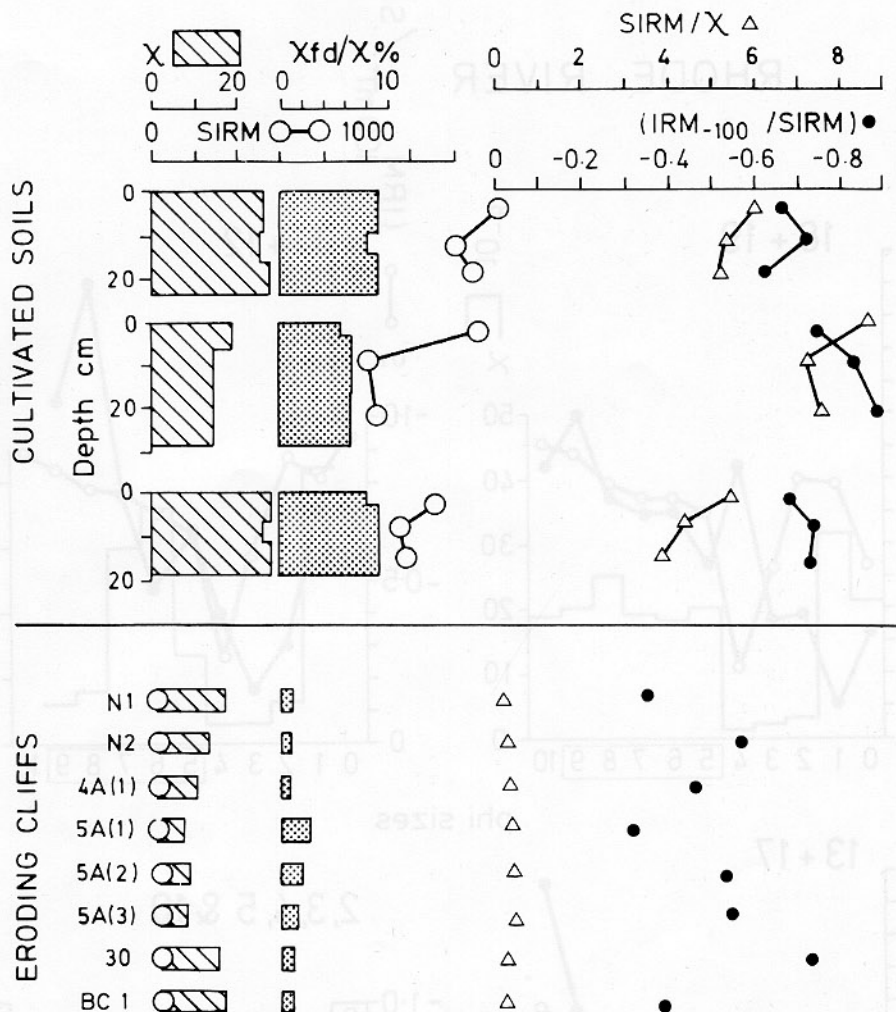 χ
χfd/χ %
SIRM/χ △
0 20
0 10
0 2 4 6 8
0 SIRM 1000
(IRM-100 /SIRM) ●
0 -0.2 -0.4 -0.6 -0.8
CULTIVATED SOILS
Depth cm
0
20
0
20
0
20
ERODING CLIFFS
N1
N2
4A(1)
5A(1)
5A(2)
5A(3)
30
BC 1